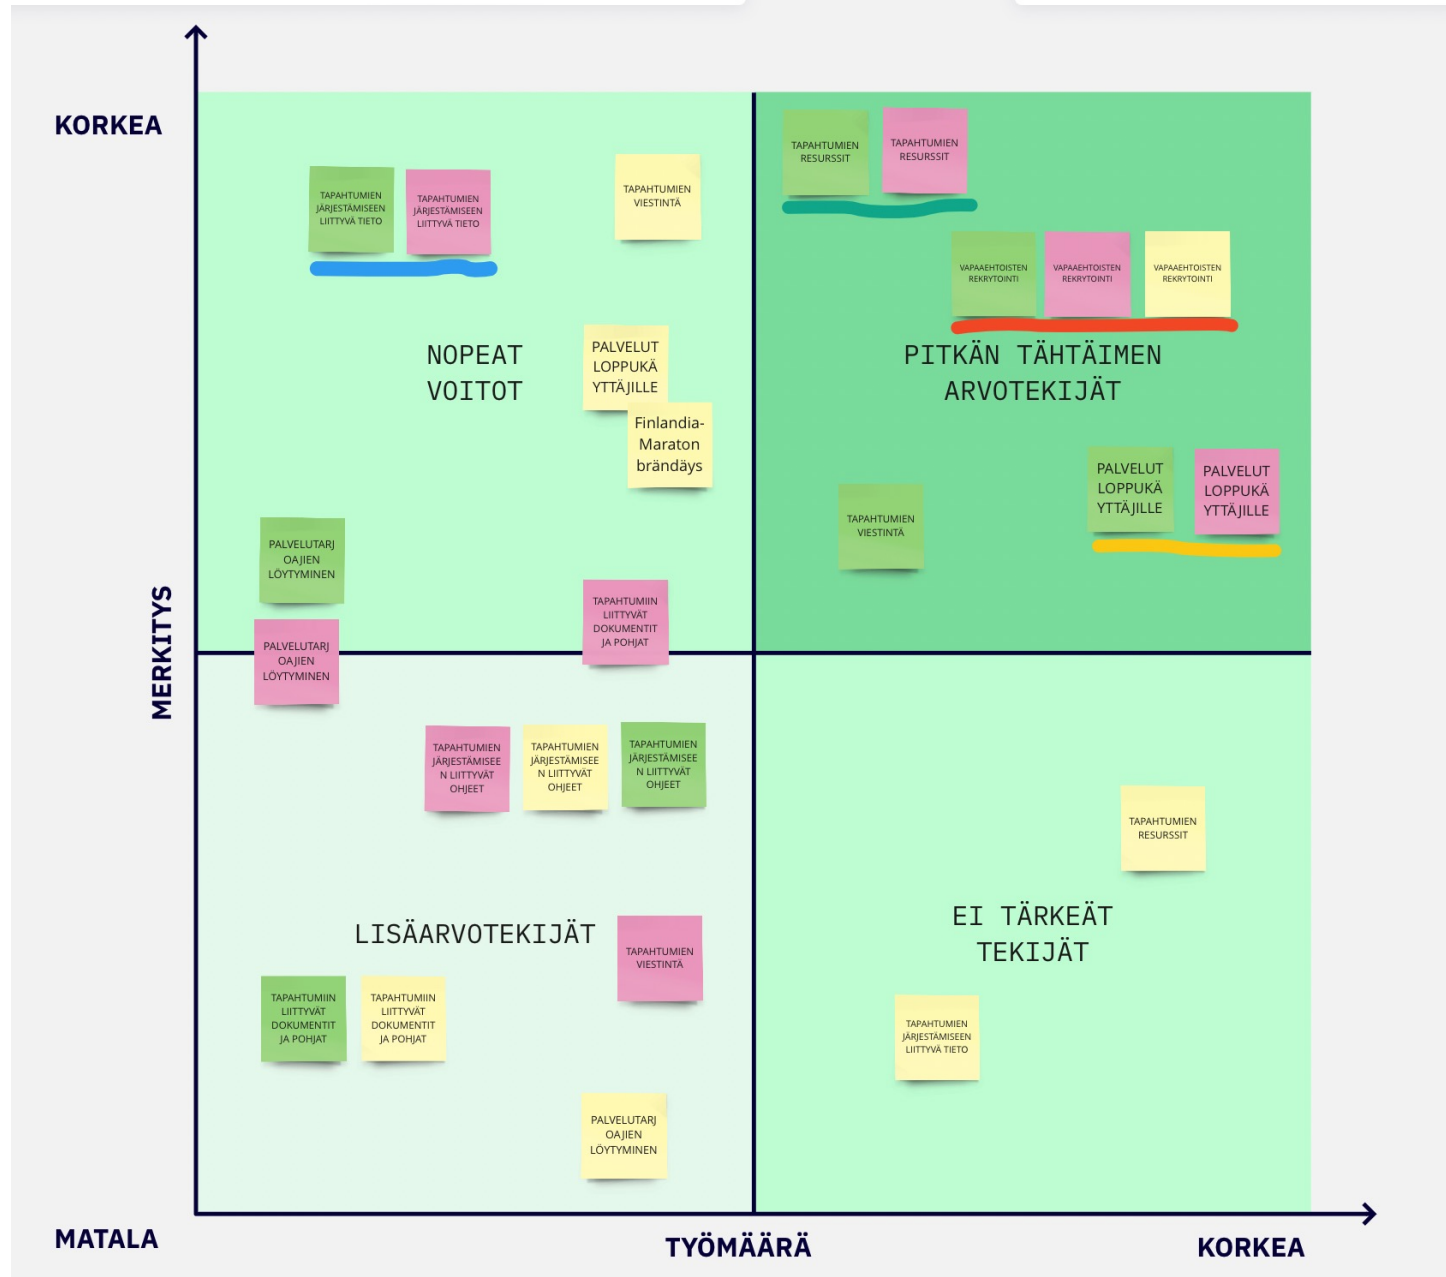 KORKEA
TAPAHTUMIEN
JÄRJESTÄMISEEN
LIITTYVÄ TIETO
TAPAHTUMIEN
JÄRJESTÄMISEEN
LIITTYVÄ TIETO
TAPAHTUMIEN
VIESTINTÄ
TAPAHTUMIEN
RESURSSIT
TAPAHTUMIEN
RESURSSIT
VAPAAEHTOISTEN
REKRYTOINTI
VAPAAEHTOISTEN
REKRYTOINTI
VAPAAEHTOISTEN
REKRYTOINTI
NOPEAT
VOITOT
PALVELUT
LOPPUKÄ
YTTÄJILLE
Finlandia-
Maraton
brändäys
PITKÄN TÄHTÄIMEN
ARVOTEKIJÄT
TAPAHTUMIEN
VIESTINTÄ
PALVELUT
LOPPUKÄ
YTTÄJILLE
PALVELUT
LOPPUKÄ
YTTÄJILLE
PALVELUTARJ
OAJIEN
LÖYTYMINEN
PALVELUTARJ
OAJIEN
LÖYTYMINEN
TAPAHTUMIIN
LIITTYVÄT
DOKUMENTIT
JA POHJAT
MERKITYS
TAPAHTUMIEN
JÄRJESTÄMISEE
N LIITTYVÄT
OHJEET
TAPAHTUMIEN
JÄRJESTÄMISEE
N LIITTYVÄT
OHJEET
TAPAHTUMIEN
JÄRJESTÄMISEE
N LIITTYVÄT
OHJEET
TAPAHTUMIEN
RESURSSIT
LISÄARVOTEKIJÄT
TAPAHTUMIEN
VIESTINTÄ
EI TÄRKEÄT
TEKIJÄT
TAPAHTUMIIN
LIITTYVÄT
DOKUMENTIT
JA POHJAT
TAPAHTUMIIN
LIITTYVÄT
DOKUMENTIT
JA POHJAT
TAPAHTUMIEN
JÄRJESTÄMISEEN
LIITTYVÄ TIETO
PALVELUTARJ
OAJIEN
LÖYTYMINEN
MATALA
TYÖMÄÄRÄ
KORKEA